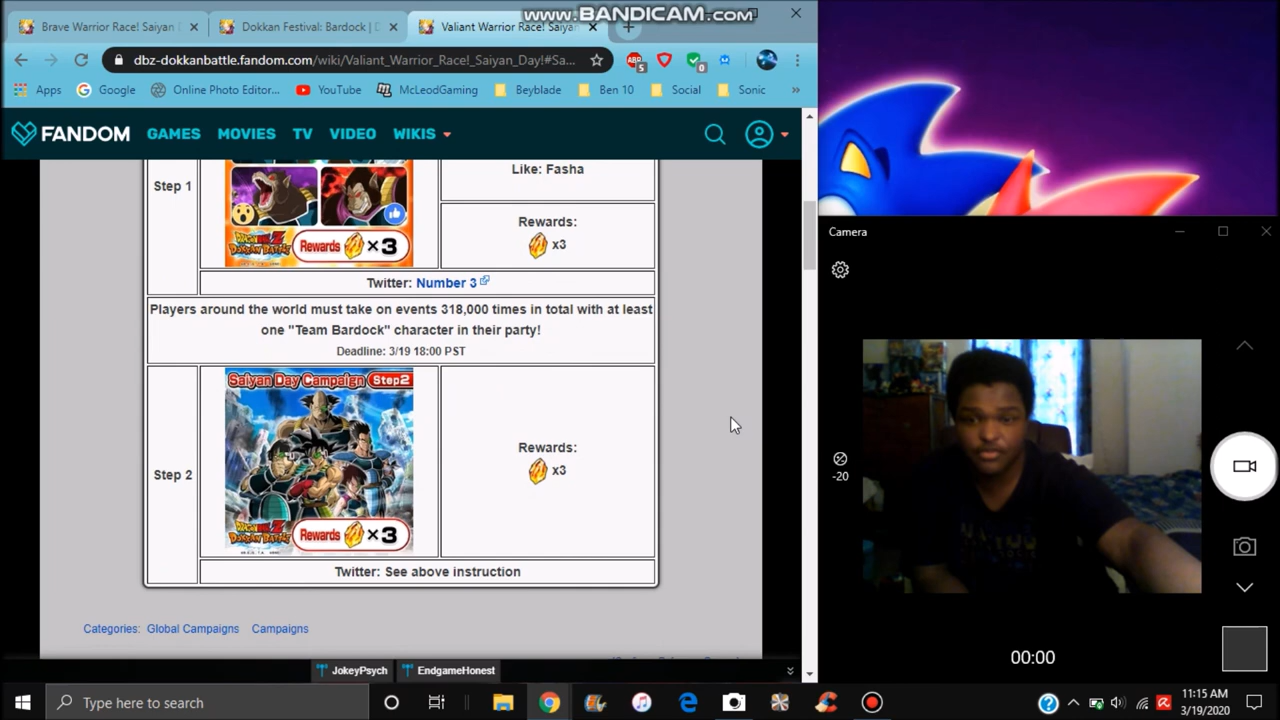 www.BANDICAM.com
Brave Warrior Race! Saiyan
Dokkan Festival: Bardock | D
Valiant Warrior Race! Saiyan
dbz-dokkanbattle.fandom.com/wiki/Valiant_Warrior_Race!_Saiyan_Day!#Sa...
5
0
Apps
Google
Online Photo Editor...
YouTube
McLeodGaming
Beyblade
Ben 10
Social
Sonic
»
FANDOM
GAMES
MOVIES
TV
VIDEO
WIKIS
Step 1
Rewards ×3
Like: Fasha
Rewards:
x3
Twitter: Number 3
Players around the world must take on events 318,000 times in total with at least
one "Team Bardock" character in their party!
Deadline: 3/19 18:00 PST
Step 2
Saiyan Day Campaign Step2
DRAGON BALL Z
DOKKAN BATTLE
Rewards ×3
Rewards:
x3
Twitter: See above instruction
Categories: Global Campaigns Campaigns
JokeyPsych
EndgameHonest
Camera
-20
00:00
Type here to search
11:15 AM
3/19/2020